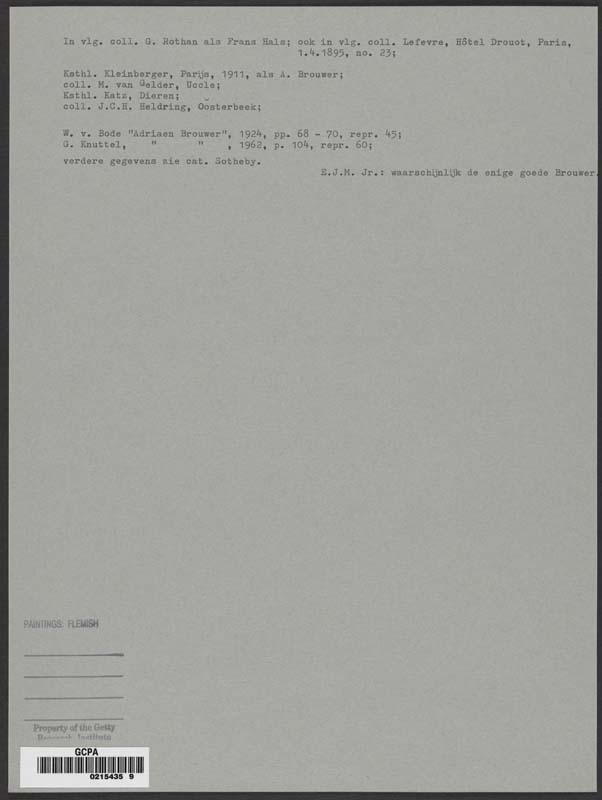 In vlg. coll. G. Rothan als Frans Hals; ook in vlg. coll. Lefevre, Hôtel Drouot, Paris,
1.4.1895, no. 23;
Ksthl. Kleinberger, Parijs, 1911, als A. Brouwer;
coll. M. van Gelder, Uccle;
Ksthl. Katz, Dieren;
coll. J.C.H. Heldring, Oosterbeek;
W. v. Bode "Adriaen Brouwer", 1924, pp. 68 - 70, repr. 45;
G. Knuttel, " " , 1962, p. 104, repr. 60;
verdere gegevens zie cat. Sotheby.
E.J.M. Jr.: waarschijnlijk de enige goede Brouwer.
PAINTINGS: FLEMISH
Property of the Getty
Research Institute
GCPA
0215435 9